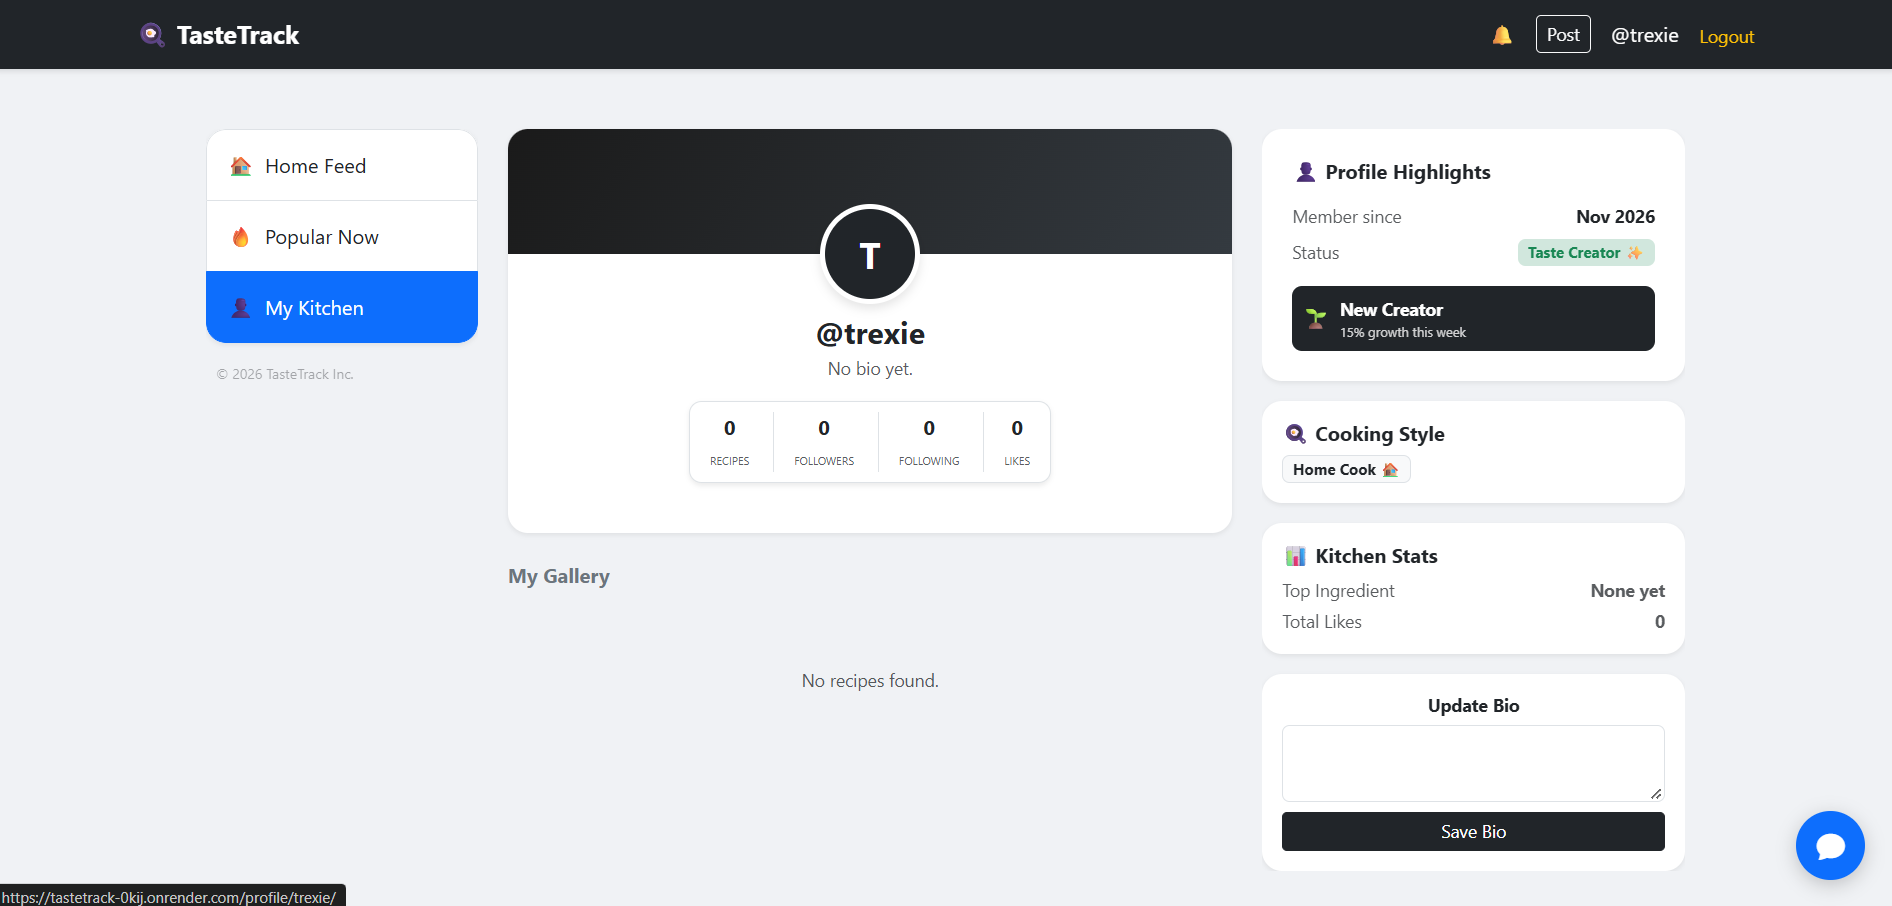 TasteTrack
Post
@trexie
Logout
Home Feed
Popular Now
My Kitchen
© 2026 TasteTrack Inc.
T
@trexie
No bio yet.
0 0 0 0
RECIPES FOLLOWERS FOLLOWING LIKES
My Gallery
No recipes found.
Profile Highlights
Member since Nov 2026
Status Taste Creator ✨
New Creator
15% growth this week
Cooking Style
Home Cook 🏠
Kitchen Stats
Top Ingredient None yet
Total Likes 0
Update Bio
Save Bio
https://tastetrack-0kij.onrender.com/profile/trexie/